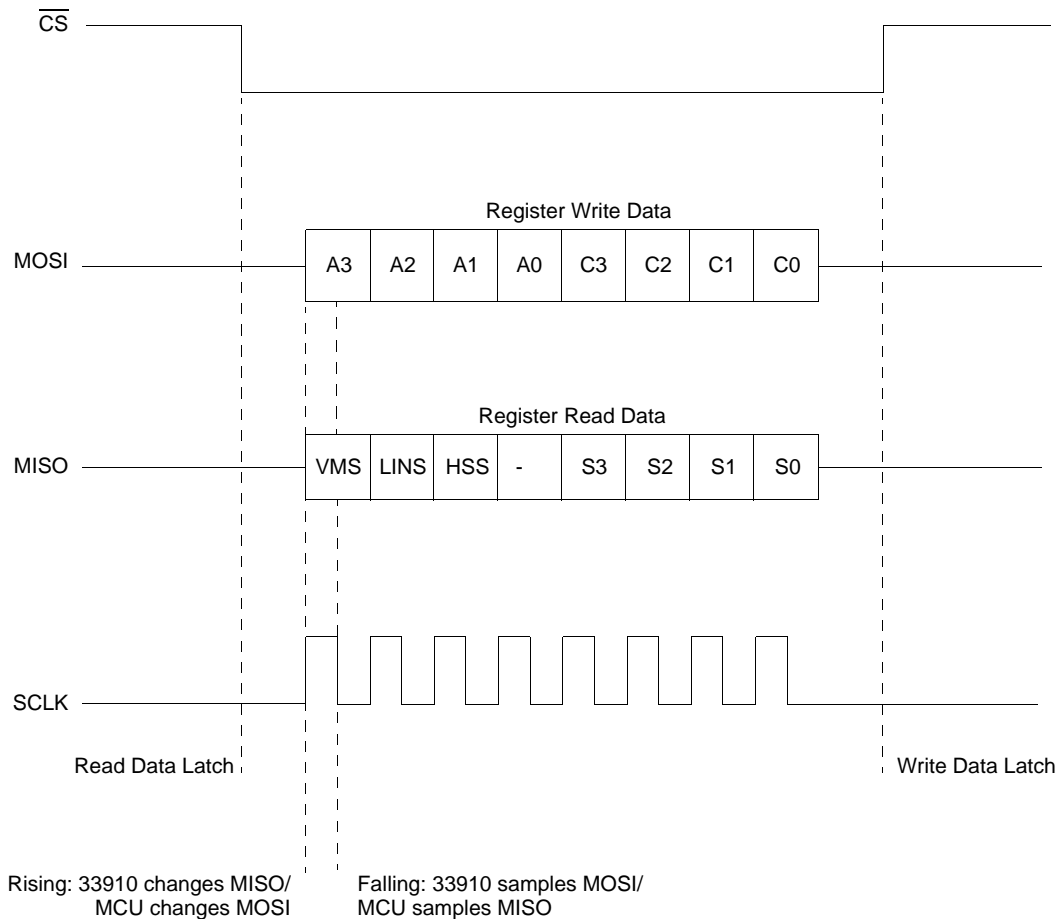 CS
Register Write Data
MOSI
A3 A2 A1 A0 C3 C2 C1 C0
Register Read Data
MISO
VMS LINS HSS - S3 S2 S1 S0
SCLK
Read Data Latch
Write Data Latch
Rising: 33910 changes MISO/
MCU changes MOSI
Falling: 33910 samples MOSI/
MCU samples MISO